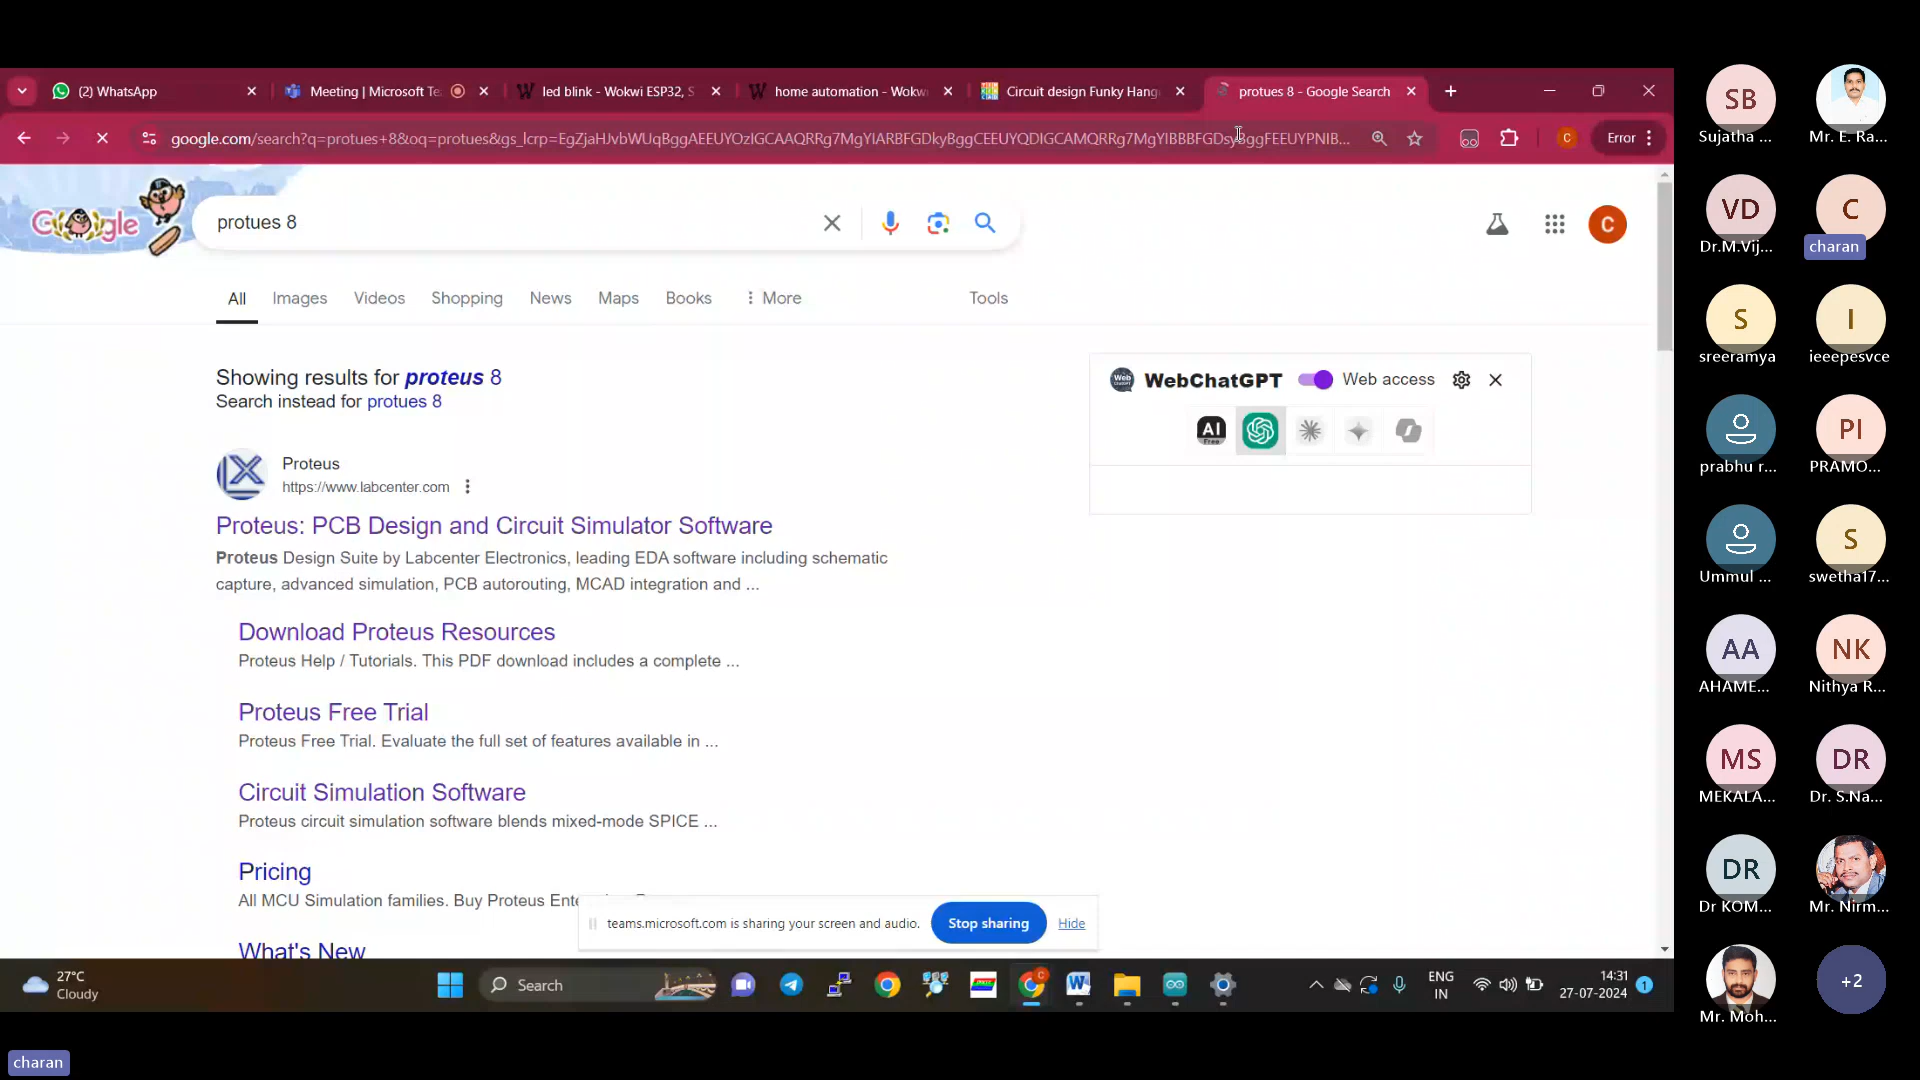 (2) WhatsApp
Meeting | Microsoft Te
led blink - Wokwi ESP32, S
home automation - Wokw
Circuit design Funky Hang
protues 8 - Google Search
google.com/search?q=protues+8&oq=protues&gs_lcrp=EgZjaHJvbWUqBggAEEUYOzIGCAAQRRg7MgYIARBFGDkyBggCEEUYQDIGCAMQRRg7MgYIBBBFGDsyBggFEEUYPNIB...
C
Error
Google
protues 8
C
All
Images
Videos
Shopping
News
Maps
Books
More
Tools
Showing results for proteus 8
Search instead for protues 8
Proteus
https://www.labcenter.com
Proteus: PCB Design and Circuit Simulator Software
Proteus Design Suite by Labcenter Electronics, leading EDA software including schematic
capture, advanced simulation, PCB autorouting, MCAD integration and ...
Download Proteus Resources
Proteus Help / Tutorials. This PDF download includes a complete ...
Proteus Free Trial
Proteus Free Trial. Evaluate the full set of features available in ...
Circuit Simulation Software
Proteus circuit simulation software blends mixed-mode SPICE ...
Pricing
All MCU Simulation families. Buy Proteus Ente
What's New
WebChatGPT
Web access
AI
Free
teams.microsoft.com is sharing your screen and audio.
Stop sharing
Hide
27°C
Cloudy
Search
ENG
IN
14:31
27-07-2024
1
SB
Sujatha ...
Mr. E. Ra...
VD
Dr.M.Vij...
C
charan
S
sreeramya
I
ieeepesvce
prabhu r...
PI
PRAMO...
Ummul ...
S
swetha17...
AA
AHAME...
NK
Nithya R...
MS
MEKALA...
DR
Dr. S.Na...
DR
Dr KOM...
Mr. Nirm...
Mr. Moh...
+2
charan